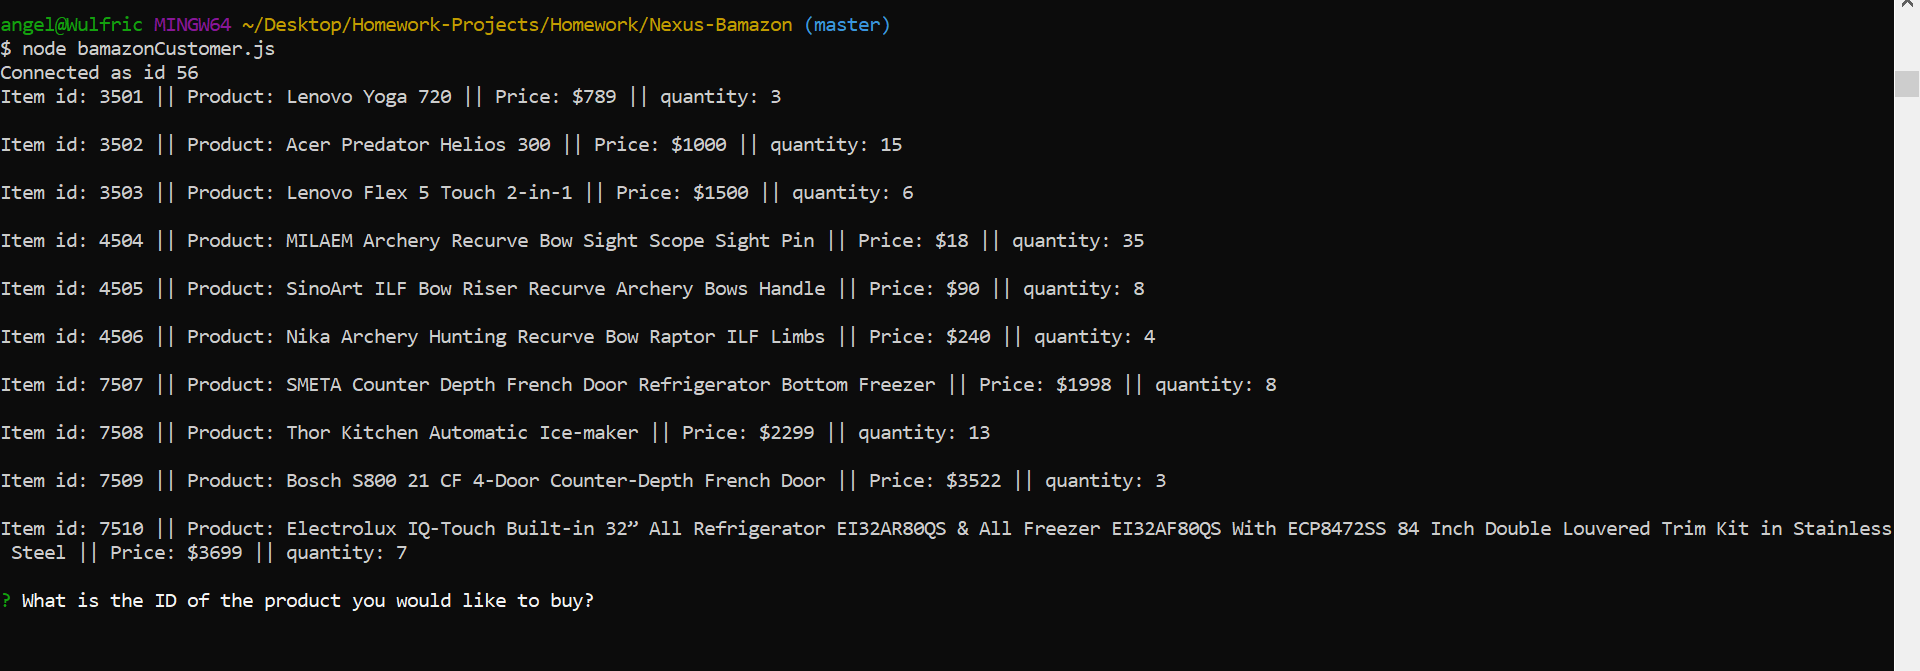 angel@Wulfric MINGW64 ~/Desktop/Homework-Projects/Homework/Nexus-Bamazon (master)
$ node bamazonCustomer.js
Connected as id 56
Item id: 3501 || Product: Lenovo Yoga 720 || Price: $789 || quantity: 3
Item id: 3502 || Product: Acer Predator Helios 300 || Price: $1000 || quantity: 15
Item id: 3503 || Product: Lenovo Flex 5 Touch 2-in-1 || Price: $1500 || quantity: 6
Item id: 4504 || Product: MILAEM Archery Recurve Bow Sight Scope Sight Pin || Price: $18 || quantity: 35
Item id: 4505 || Product: SinoArt ILF Bow Riser Recurve Archery Bows Handle || Price: $90 || quantity: 8
Item id: 4506 || Product: Nika Archery Hunting Recurve Bow Raptor ILF Limbs || Price: $240 || quantity: 4
Item id: 7507 || Product: SMETA Counter Depth French Door Refrigerator Bottom Freezer || Price: $1998 || quantity: 8
Item id: 7508 || Product: Thor Kitchen Automatic Ice-maker || Price: $2299 || quantity: 13
Item id: 7509 || Product: Bosch S800 21 CF 4-Door Counter-Depth French Door || Price: $3522 || quantity: 3
Item id: 7510 || Product: Electrolux IQ-Touch Built-in 32” All Refrigerator EI32AR80QS & All Freezer EI32AF80QS With ECP8472SS 84 Inch Double Louvered Trim Kit in Stainless
Steel || Price: $3699 || quantity: 7
? What is the ID of the product you would like to buy?